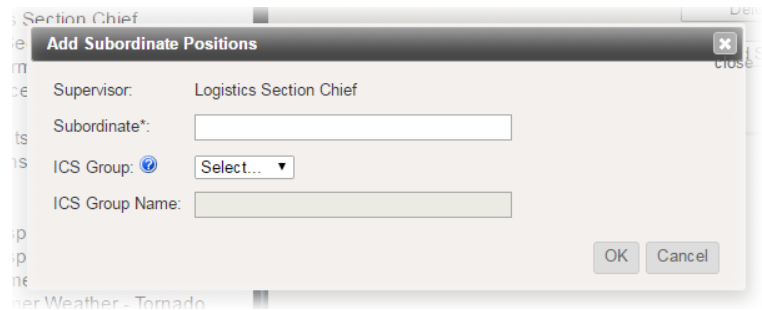 Section Chief
Add Subordinate Positions
close
Supervisor: Logistics Section Chief
Subordinate*:
ICS Group: Select...
ICS Group Name:
OK Cancel
Weather - Tornado